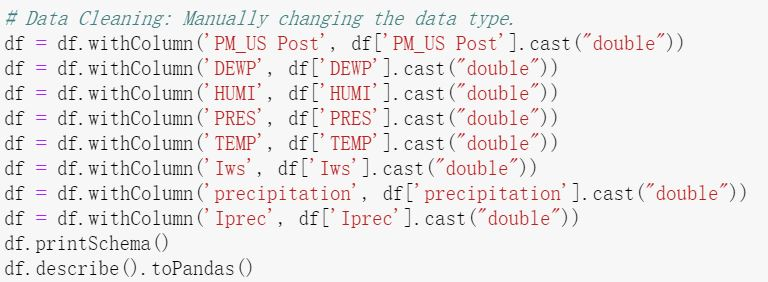 # Data Cleaning: Manually changing the data type.
df = df.withColumn('PM_US Post', df['PM_US Post'].cast("double"))
df = df.withColumn('DEWP', df['DEWP'].cast("double"))
df = df.withColumn('HUMI', df['HUMI'].cast("double"))
df = df.withColumn('PRES', df['PRES'].cast("double"))
df = df.withColumn('TEMP', df['TEMP'].cast("double"))
df = df.withColumn('Iws', df['Iws'].cast("double"))
df = df.withColumn('precipitation', df['precipitation'].cast("double"))
df = df.withColumn('Iprec', df['Iprec'].cast("double"))
df.printSchema()
df.describe().toPandas()